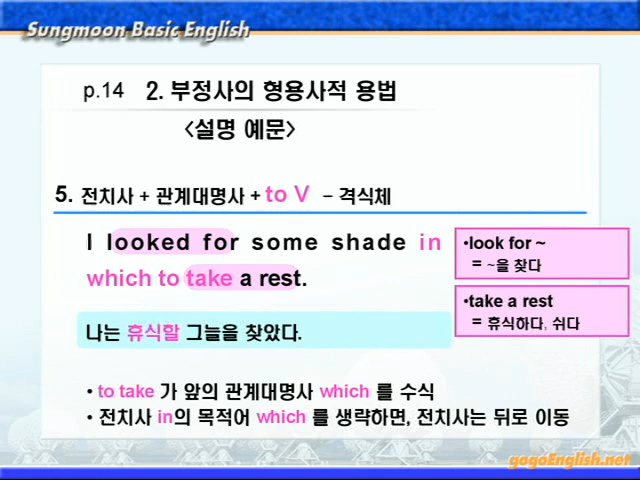 Sungmoon Basic English
p.14 2. 부정사의 형용사적 용법
<설명 예문>
5. 전치사 + 관계대명사 + to V – 격식체
I looked for some shade in
which to take a rest.
•look for ~
= ~을 찾다
•take a rest
= 휴식하다, 쉬다
나는 휴식할 그늘을 찾았다.
• to take 가 앞의 관계대명사 which 를 수식
• 전치사 in의 목적어 which 를 생략하면, 전치사는 뒤로 이동
gogoEnglish.net